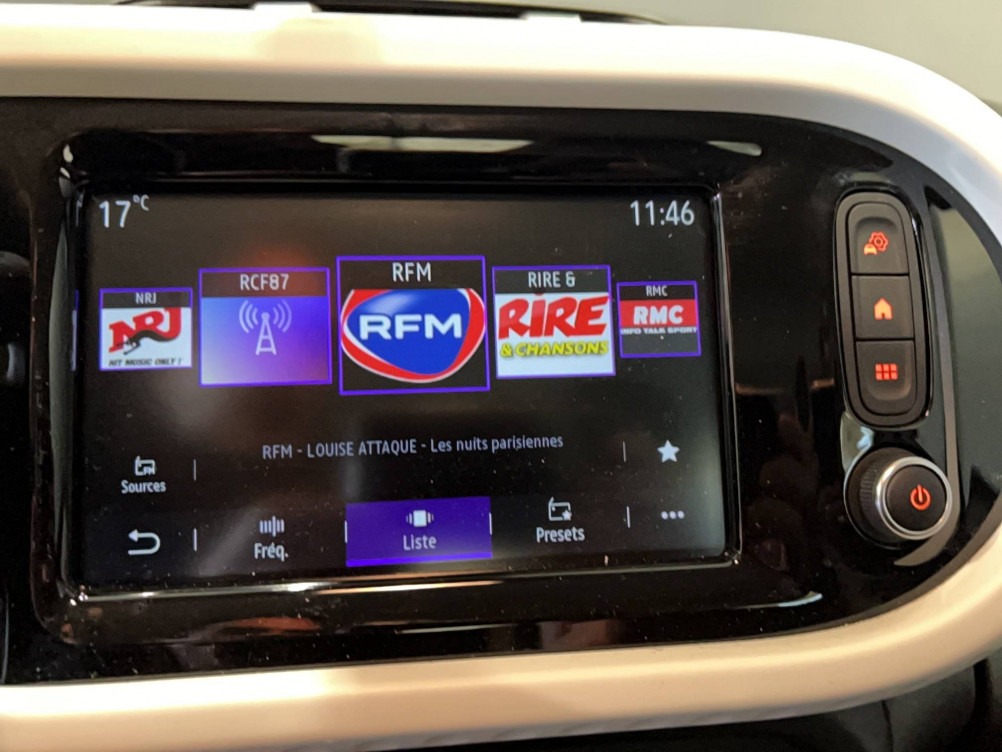 17°C
11:46
NRJ
NRJ
HIT MUSIC ONLY !
RCF87
RFM
RFM
RIRE &
RIRE
& CHANSONS
RMC
RMC
INFO TALK SPORT
RFM - LOUISE ATTAQUE - Les nuits parisiennes
FM
Sources
Fréq.
Liste
Presets